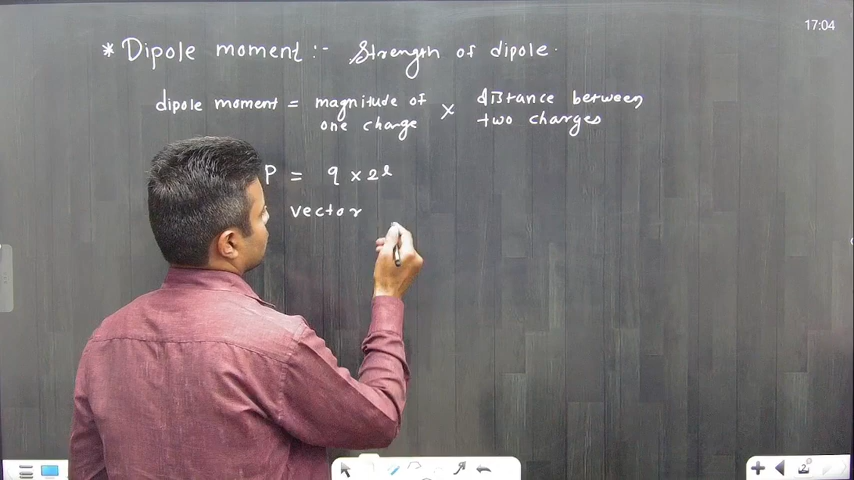 17:04
* Dipole moment :- Strength of dipole.
dipole moment = magnitude of one charge × distance between two charges
P = q × 2l
vector
2